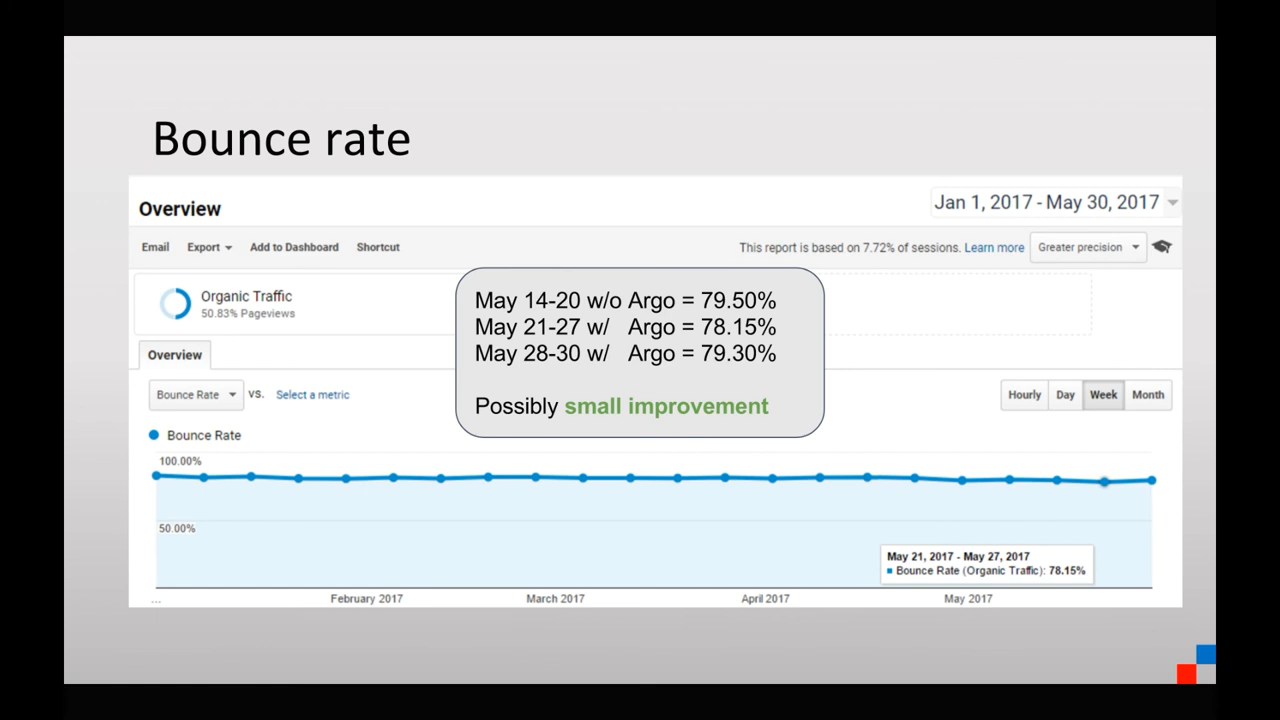 Bounce rate
Overview
Jan 1, 2017 - May 30, 2017
Email Export Add to Dashboard Shortcut
This report is based on 7.72% of sessions. Learn more Greater precision
Organic Traffic
50.83% Pageviews
May 14-20 w/o Argo = 79.50%
May 21-27 w/ Argo = 78.15%
May 28-30 w/ Argo = 79.30%
Possibly small improvement
Overview
Bounce Rate VS. Select a metric
Hourly Day Week Month
Bounce Rate
100.00%
50.00%
May 21, 2017 - May 27, 2017
Bounce Rate (Organic Traffic): 78.15%
... February 2017 March 2017 April 2017 May 2017